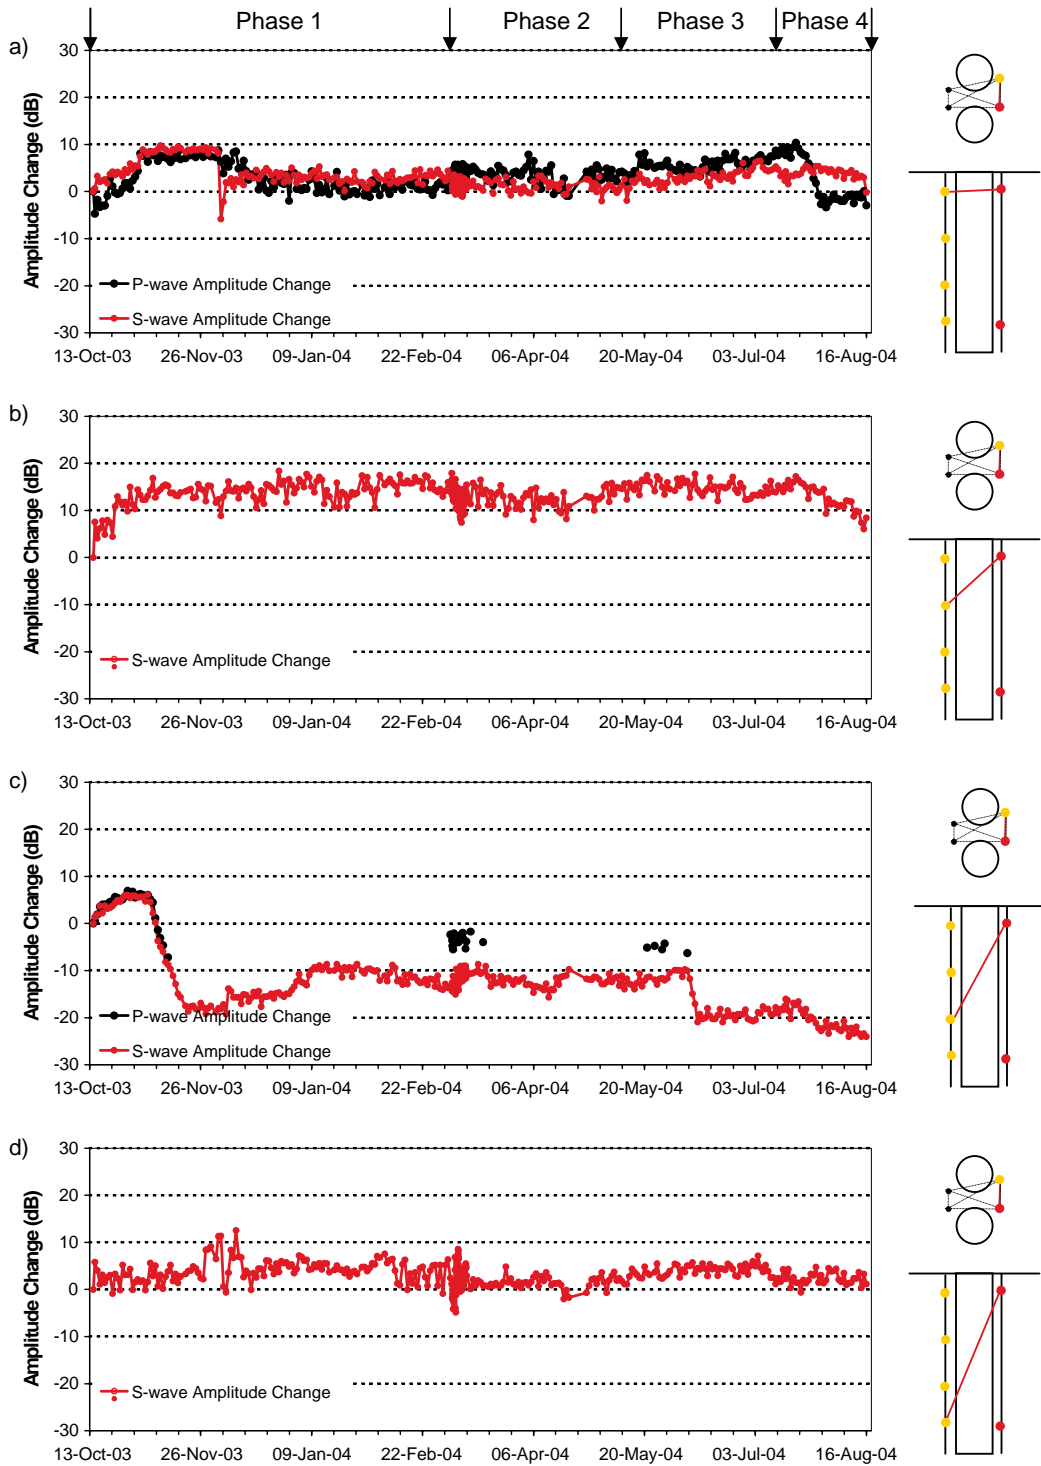 Phase 1 Phase 2 Phase 3 Phase 4
a)
Amplitude Change (dB)
30
20
10
0
-10
-20
-30
P-wave Amplitude Change
S-wave Amplitude Change
13-Oct-03 26-Nov-03 09-Jan-04 22-Feb-04 06-Apr-04 20-May-04 03-Jul-04 16-Aug-04
b)
Amplitude Change (dB)
30
20
10
0
-10
-20
-30
S-wave Amplitude Change
13-Oct-03 26-Nov-03 09-Jan-04 22-Feb-04 06-Apr-04 20-May-04 03-Jul-04 16-Aug-04
c)
Amplitude Change (dB)
30
20
10
0
-10
-20
-30
P-wave Amplitude Change
S-wave Amplitude Change
13-Oct-03 26-Nov-03 09-Jan-04 22-Feb-04 06-Apr-04 20-May-04 03-Jul-04 16-Aug-04
d)
Amplitude Change (dB)
30
20
10
0
-10
-20
-30
S-wave Amplitude Change
13-Oct-03 26-Nov-03 09-Jan-04 22-Feb-04 06-Apr-04 20-May-04 03-Jul-04 16-Aug-04